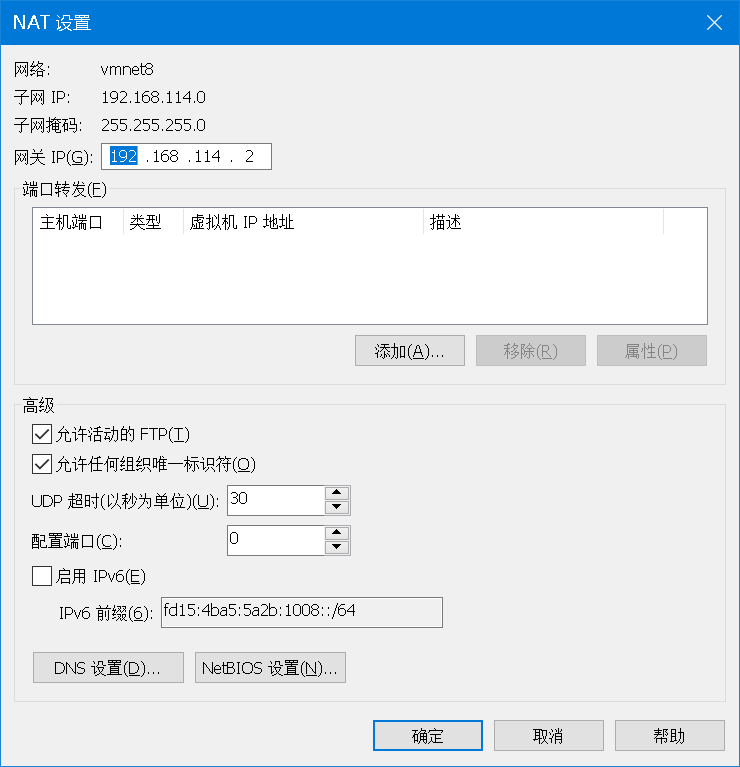 NAT 设置
网络: vmnet8
子网 IP: 192.168.114.0
子网掩码: 255.255.255.0
网关 IP(G): 192 .168 .114 . 2
端口转发(F)
主机端口 类型 虚拟机 IP 地址 描述
添加(A)... 移除(R) 属性(P)
高级
允许活动的 FTP(T)
允许任何组织唯一标识符(O)
UDP 超时(以秒为单位)(U): 30
配置端口(C): 0
启用 IPv6(E)
IPv6 前缀(6): fd15:4ba5:5a2b:1008::/64
DNS 设置(D)... NetBIOS 设置(N)...
确定 取消 帮助